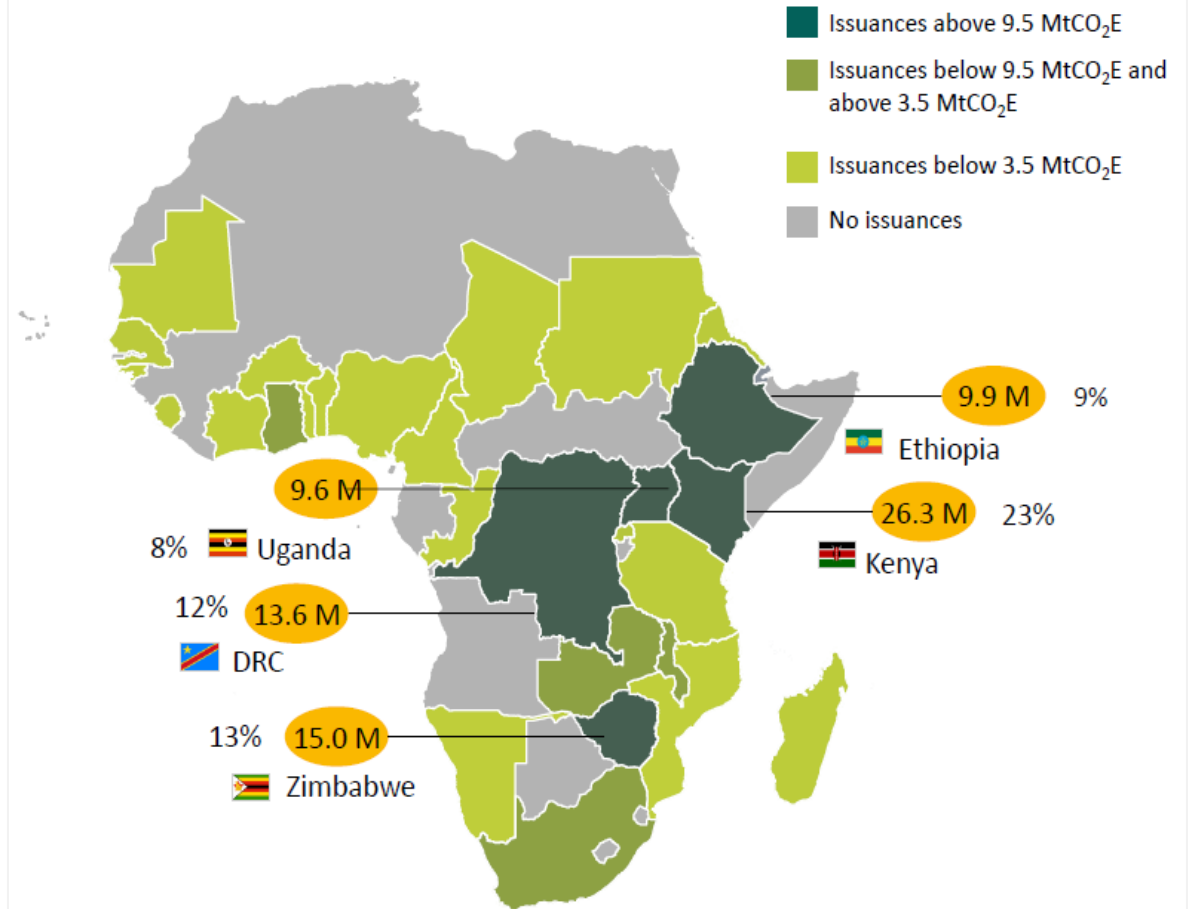 Issuances above 9.5 MtCO₂E
Issuances below 9.5 MtCO₂E and
above 3.5 MtCO₂E
Issuances below 3.5 MtCO₂E
No issuances
9.9 M
9%
Ethiopia
9.6 M
26.3 M
23%
8%
Uganda
Kenya
12%
13.6 M
DRC
13%
15.0 M
Zimbabwe